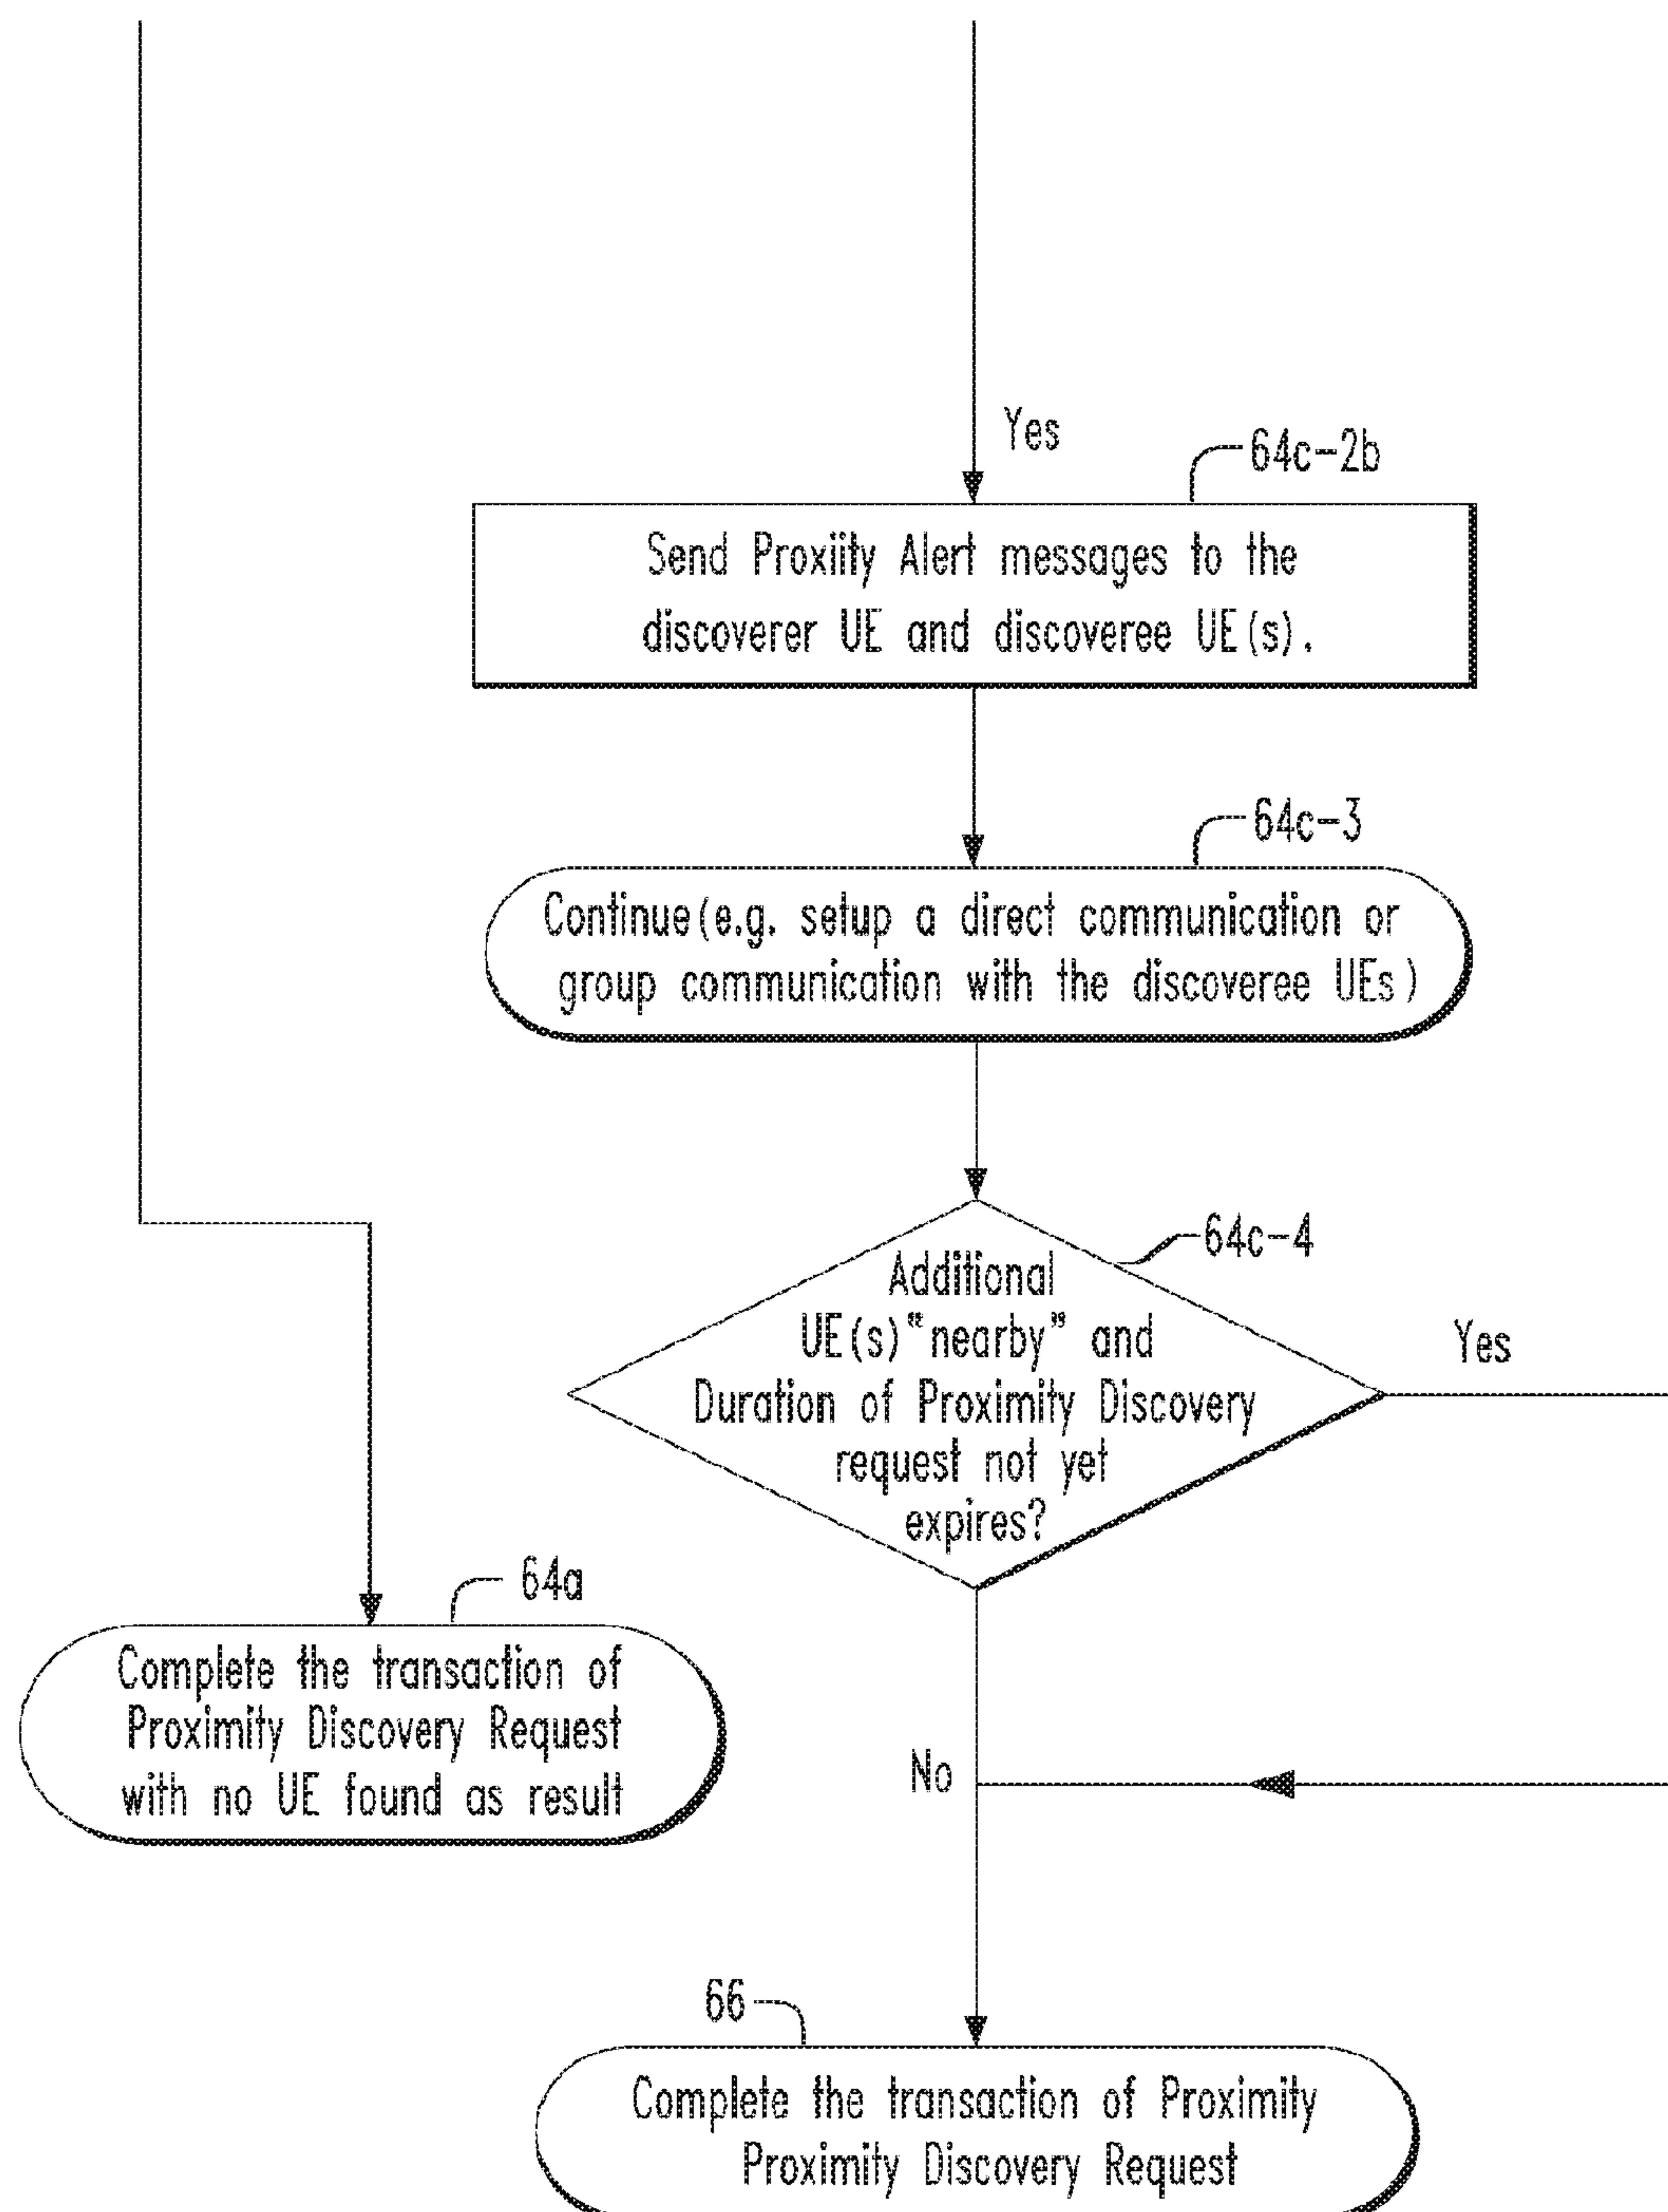 Yes
64c-2b
Send Proxiity Alert messages to the
discoverer UE and discoveree UE(s).
64c-3
Continue(e.g. setup a direct communication or
group communication with the discoveree UEs)
64c-4
Additional
UE(s)"nearby" and
Duration of Proximity Discovery
request not yet
expires?
Yes
64a
Complete the transaction of
Proximity Discovery Request
with no UE found as result
No
66
Complete the transaction of Proximity
Proximity Discovery Request